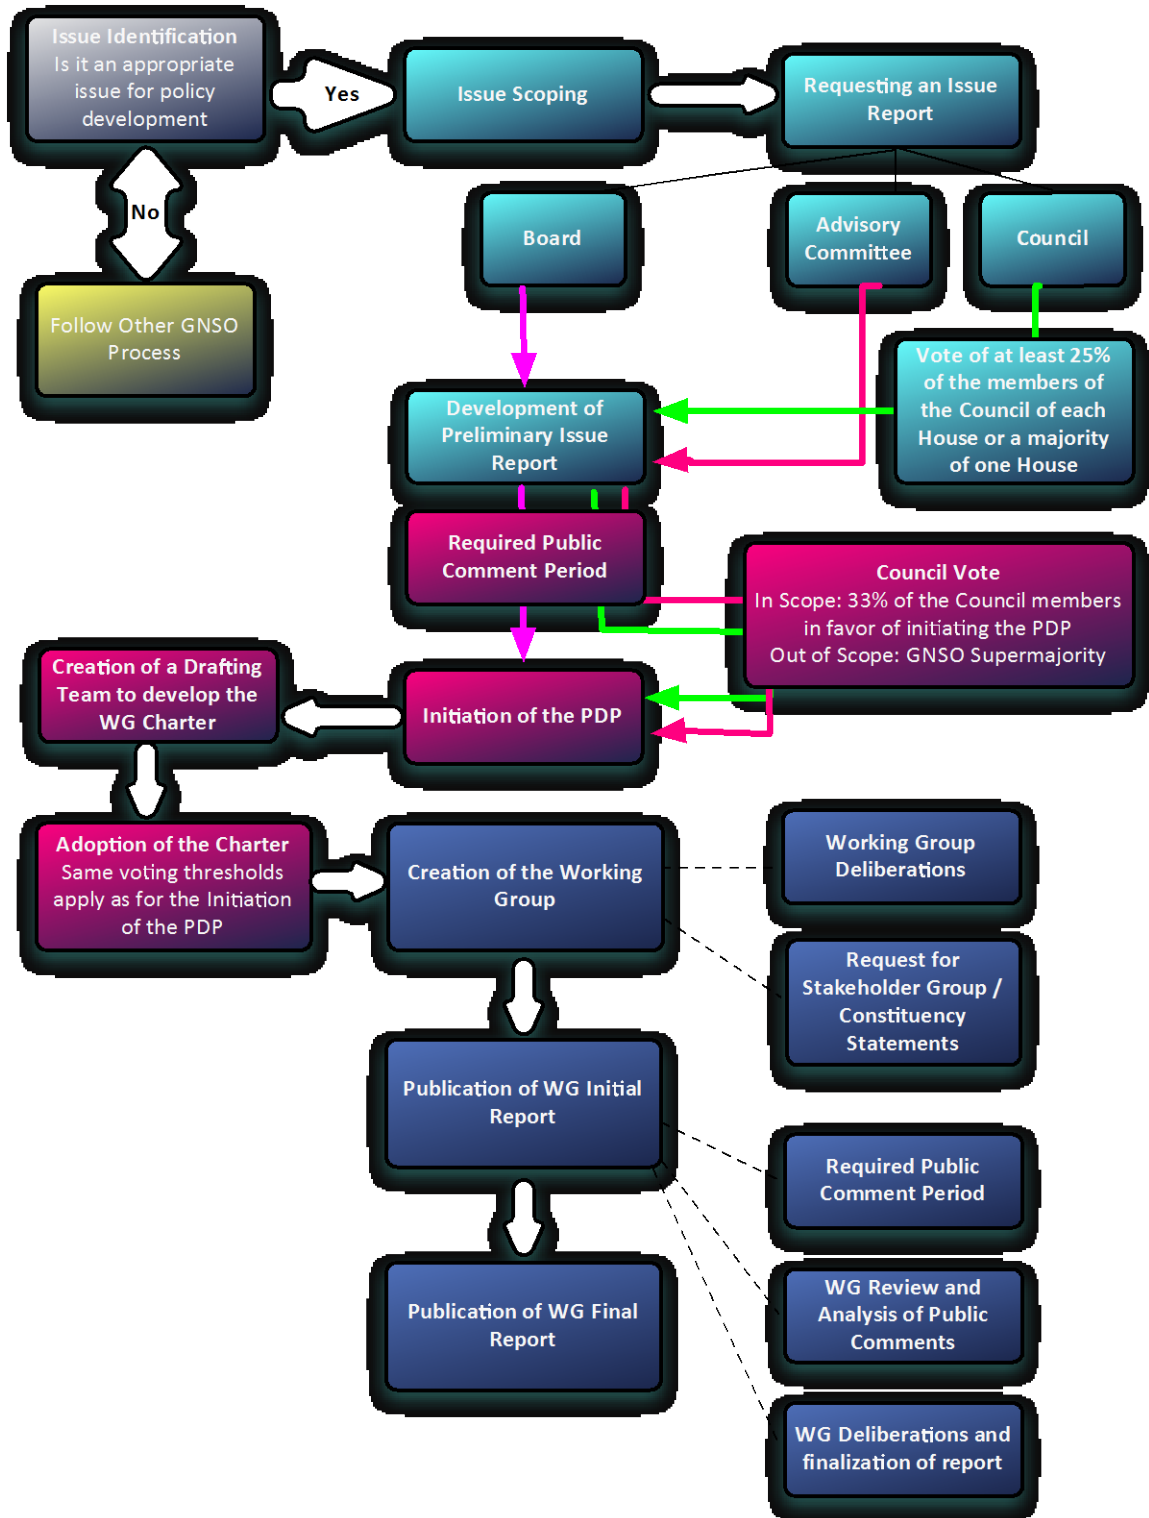 Issue Identification
Is it an appropriate
issue for policy
development
Yes
Issue Scoping
Requesting an Issue
Report
No
Board
Advisory
Committee
Council
Follow Other GNSO
Process
Vote of at least 25%
of the members of
the Council of each
House or a majority
of one House
Development of
Preliminary Issue
Report
Required Public
Comment Period
Council Vote
In Scope: 33% of the Council members
in favor of initiating the PDP
Out of Scope: GNSO Supermajority
Creation of a Drafting
Team to develop the
WG Charter
Initiation of the PDP
Adoption of the Charter
Same voting thresholds
apply as for the Initiation
of the PDP
Creation of the Working
Group
Working Group
Deliberations
Request for
Stakeholder Group /
Constituency
Statements
Publication of WG Initial
Report
Required Public
Comment Period
WG Review and
Analysis of Public
Comments
Publication of WG Final
Report
WG Deliberations and
finalization of report